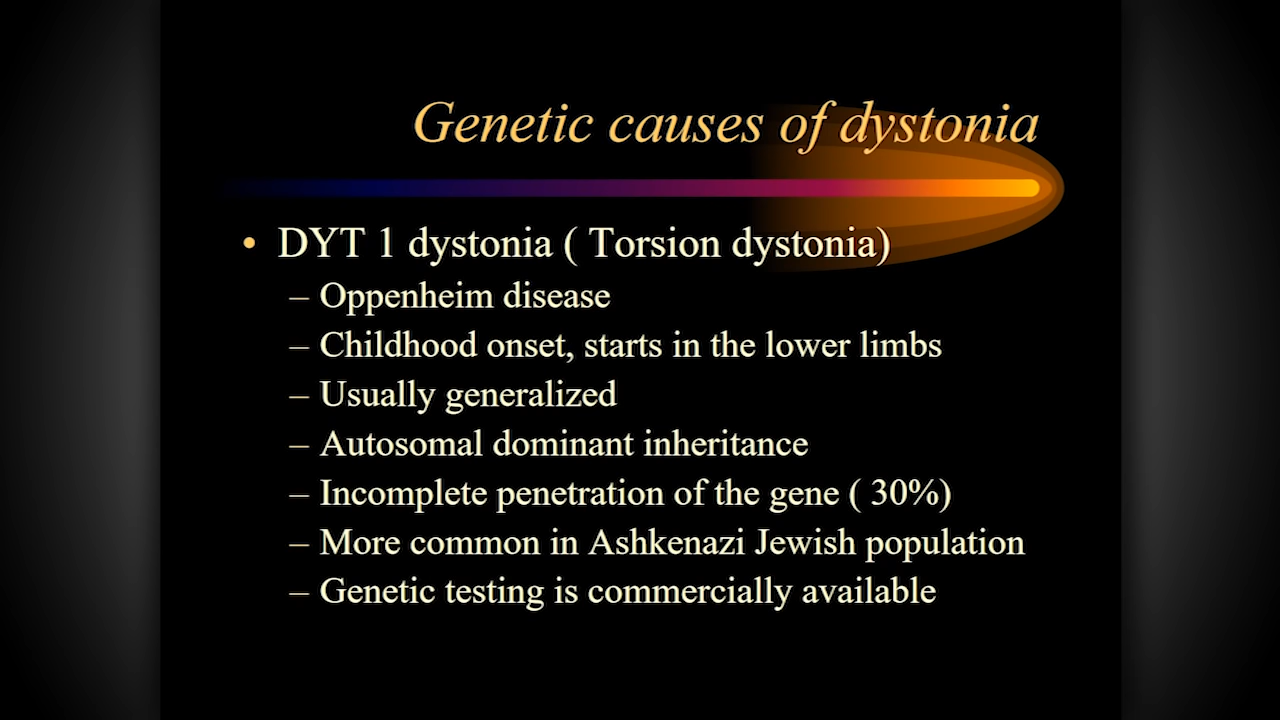 Genetic causes of dystonia
• DYT 1 dystonia ( Torsion dystonia)
– Oppenheim disease
– Childhood onset, starts in the lower limbs
– Usually generalized
– Autosomal dominant inheritance
– Incomplete penetration of the gene ( 30%)
– More common in Ashkenazi Jewish population
– Genetic testing is commercially available